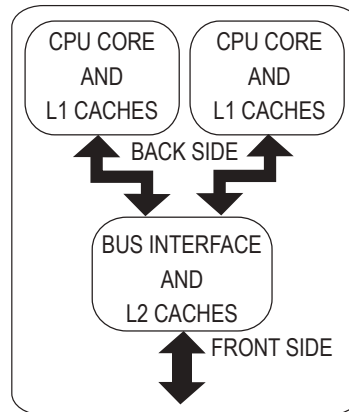 CPU CORE
AND
L1 CACHES
CPU CORE
AND
L1 CACHES
BACK SIDE
BUS INTERFACE
AND
L2 CACHES
FRONT SIDE